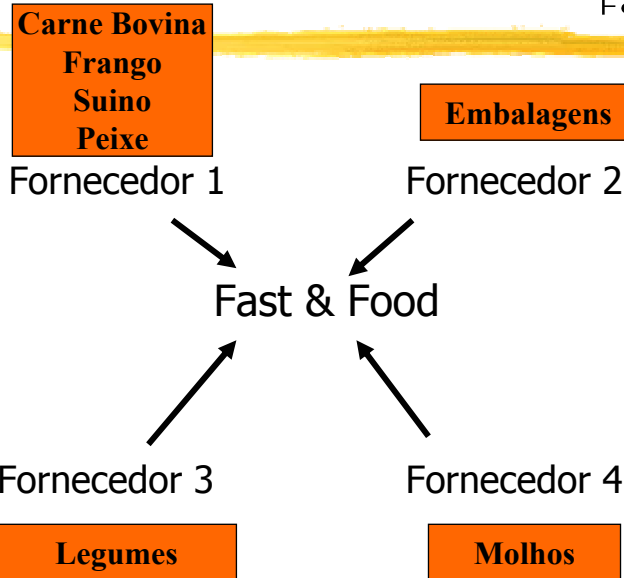 Carne Bovina
Frango
Suino
Peixe
Embalagens
Fornecedor 1
Fornecedor 2
Fast & Food
Fornecedor 3
Fornecedor 4
Legumes
Molhos